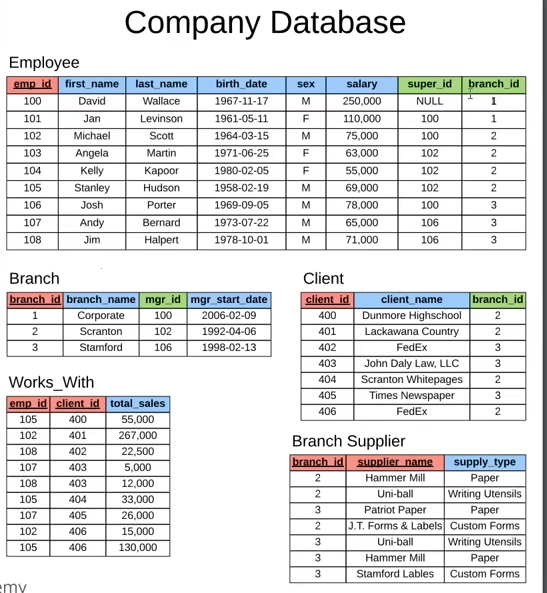 Company Database
Employee
emp_id first_name last_name birth_date sex salary super_id branch_id
100 David Wallace 1967-11-17 M 250,000 NULL 1
101 Jan Levinson 1961-05-11 F 110,000 100 1
102 Michael Scott 1964-03-15 M 75,000 100 2
103 Angela Martin 1971-06-25 F 63,000 102 2
104 Kelly Kapoor 1980-02-05 F 55,000 102 2
105 Stanley Hudson 1958-02-19 M 69,000 102 2
106 Josh Porter 1969-09-05 M 78,000 100 3
107 Andy Bernard 1973-07-22 M 65,000 106 3
108 Jim Halpert 1978-10-01 M 71,000 106 3
Branch
branch_id branch_name mgr_id mgr_start_date
1 Corporate 100 2006-02-09
2 Scranton 102 1992-04-06
3 Stamford 106 1998-02-13
Client
client_id client_name branch_id
400 Dunmore Highschool 2
401 Lackawana Country 2
402 FedEx 3
403 John Daly Law, LLC 3
404 Scranton Whitepages 2
405 Times Newspaper 3
406 FedEx 2
Works_With
emp_id client_id total_sales
105 400 55,000
102 401 267,000
108 402 22,500
107 403 5,000
108 403 12,000
105 404 33,000
107 405 26,000
102 406 15,000
105 406 130,000
Branch Supplier
branch_id supplier_name supply_type
2 Hammer Mill Paper
2 Uni-ball Writing Utensils
3 Patriot Paper Paper
2 J.T. Forms & Labels Custom Forms
3 Uni-ball Writing Utensils
3 Hammer Mill Paper
3 Stamford Lables Custom Forms
emy